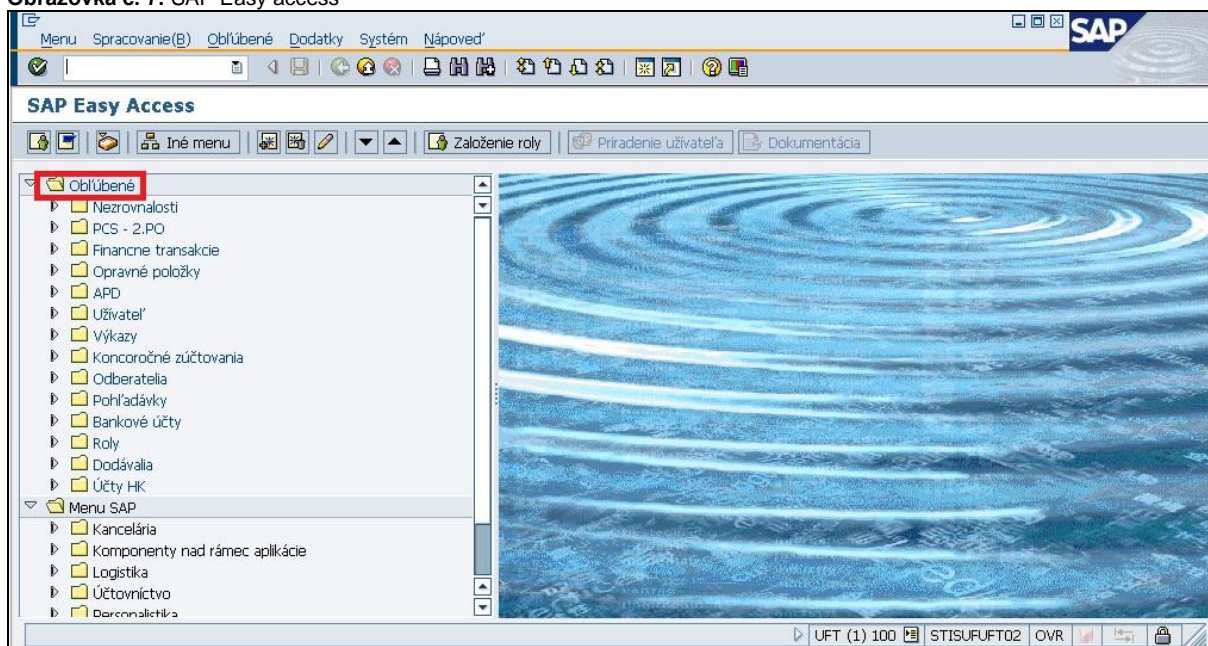 Obrazovka č. 7: SAP Easy access
Menu Spracovanie(B) Obľúbené Dodatky Systém Nápoveď
SAP
SAP Easy Access
Iné menu Založenie roly Priradenie užívateľa Dokumentácia
Obľúbené
Nezrovnalosti
PCS - 2.PO
Financne transakcie
Opravné položky
APD
Užívateľ
Výkazy
Koncoročné zúčtovania
Odberatelia
Pohľadávky
Bankové účty
Roly
Dodávalia
Účty HK
Menu SAP
Kancelária
Komponenty nad rámec aplikácie
Logistika
Účtovníctvo
Personalistika
UFT (1) 100 STISUFUFT02 OVR